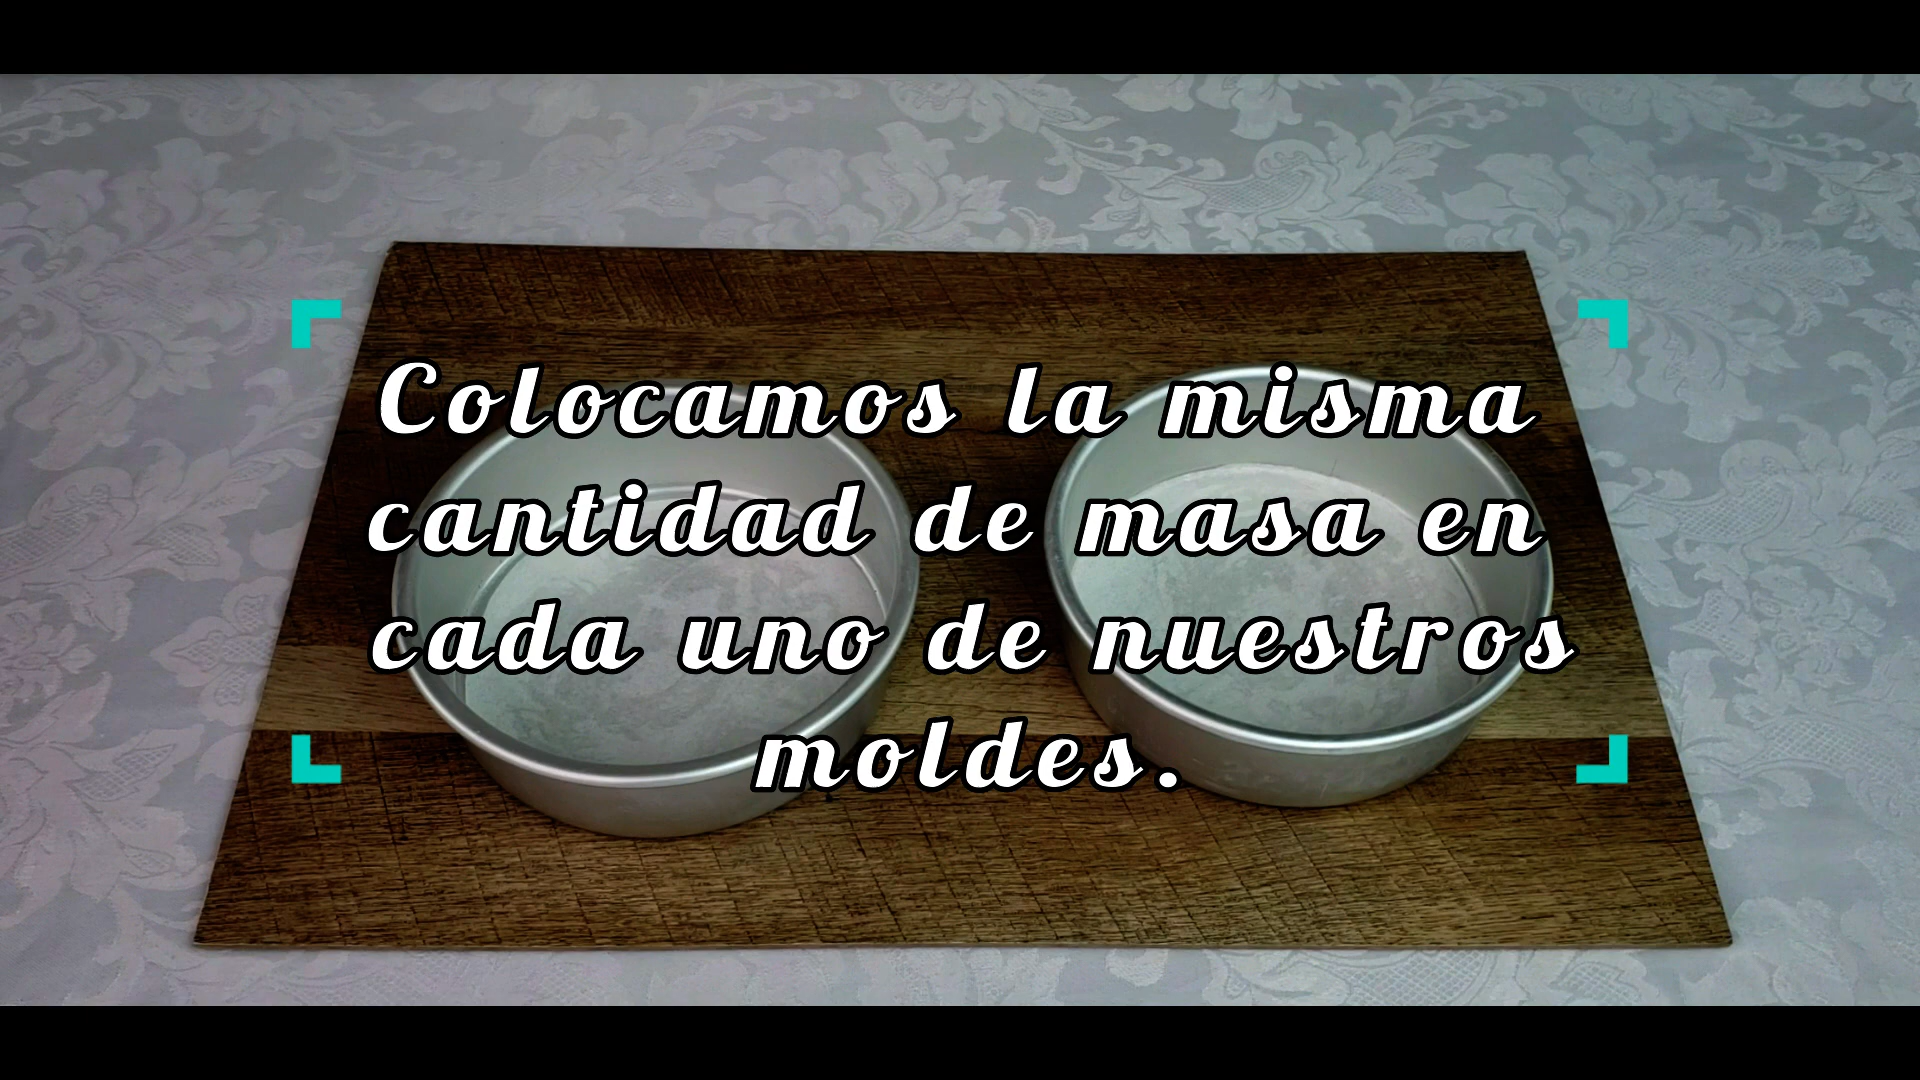 Colocamos la misma
cantidad de masa en
cada uno de nuestros
moldes.